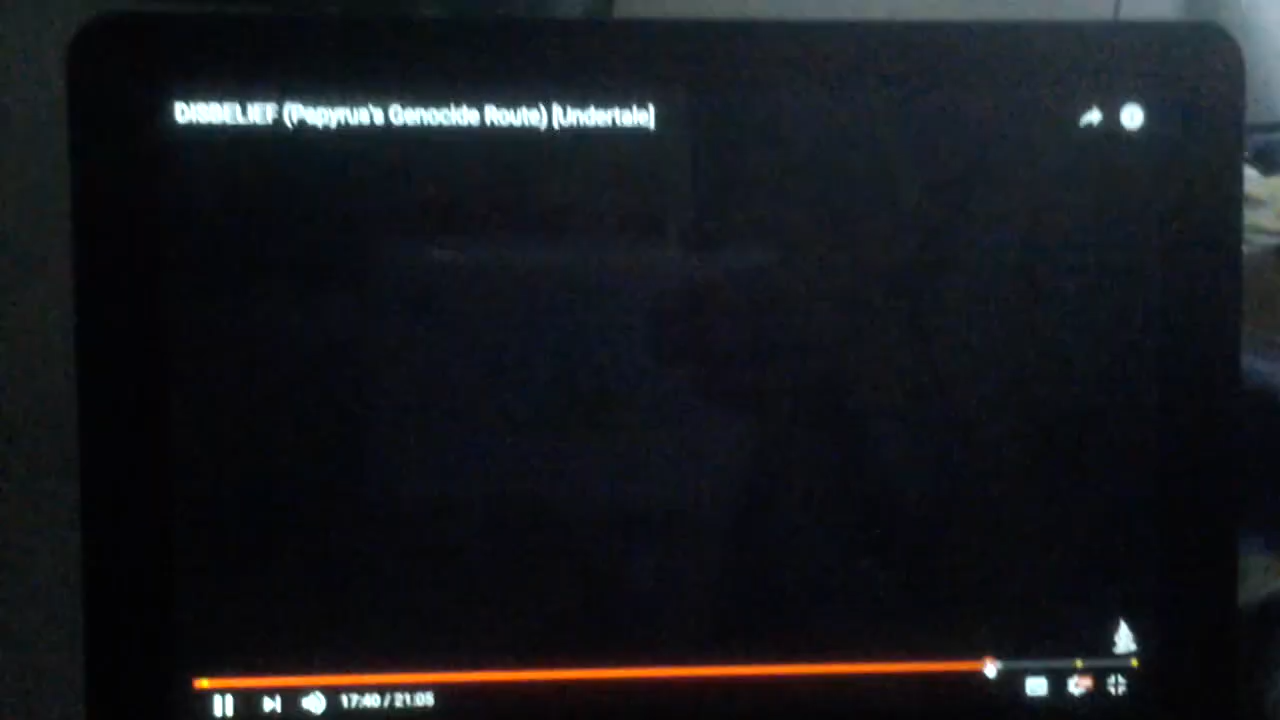 DISBELIEF (Papyrus's Genocide Route) [Undertale]
17:40 / 21:05